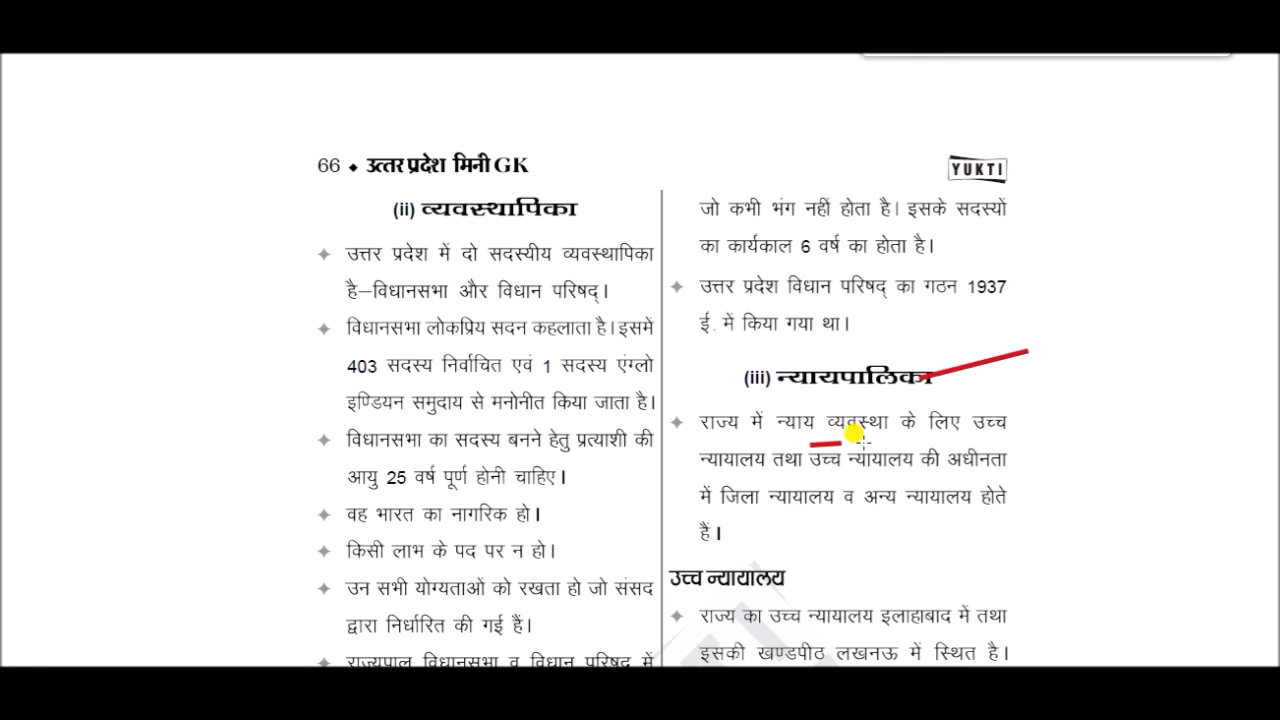 66 ◆ उत्तर प्रदेश मिनी GK
YUKTI
(ii) व्यवस्थापिका
उत्तर प्रदेश में दो सदस्यीय व्यवस्थापिका
है–विधानसभा और विधान परिषद्।
विधानसभा लोकप्रिय सदन कहलाता है। इसमें
403 सदस्य निर्वाचित एवं 1 सदस्य एंग्लो
इण्डियन समुदाय से मनोनीत किया जाता है।
विधानसभा का सदस्य बनने हेतु प्रत्याशी की
आयु 25 वर्ष पूर्ण होनी चाहिए।
वह भारत का नागरिक हो।
किसी लाभ के पद पर न हो।
उन सभी योग्यताओं को रखता हो जो संसद
द्वारा निर्धारित की गई हैं।
राज्यपाल विधानसभा व विधान परिषद में
जो कभी भंग नहीं होता है। इसके सदस्यों
का कार्यकाल 6 वर्ष का होता है।
उत्तर प्रदेश विधान परिषद् का गठन 1937
ई. में किया गया था।
(iii) न्यायपालिका
राज्य में न्याय व्यवस्था के लिए उच्च
न्यायालय तथा उच्च न्यायालय की अधीनता
में जिला न्यायालय व अन्य न्यायालय होते
हैं।
उच्च न्यायालय
राज्य का उच्च न्यायालय इलाहाबाद में तथा
इसकी खण्डपीठ लखनऊ में स्थित है।